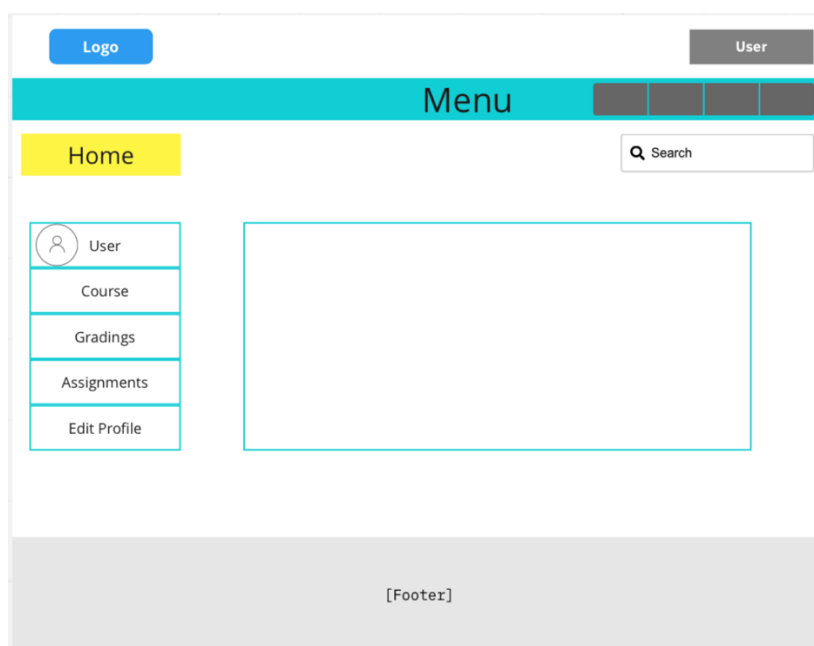 Logo
User
Menu
Home
Search
User
Course
Gradings
Assignments
Edit Profile
[Footer]